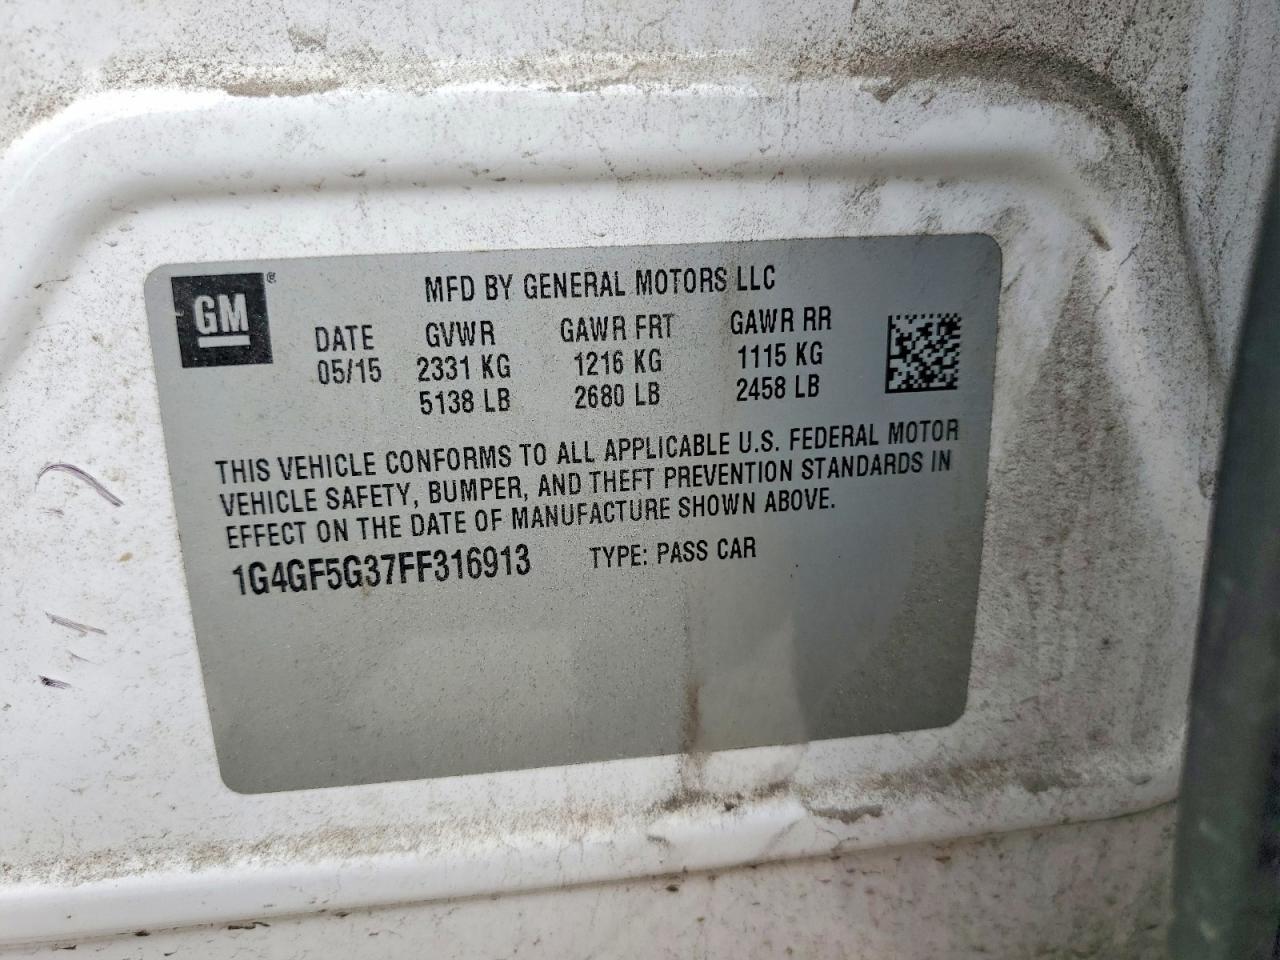 GM ®
MFD BY GENERAL MOTORS LLC
DATE GVWR GAWR FRT GAWR RR
05/15 2331 KG 1216 KG 1115 KG
5138 LB 2680 LB 2458 LB
THIS VEHICLE CONFORMS TO ALL APPLICABLE U.S. FEDERAL MOTOR
VEHICLE SAFETY, BUMPER, AND THEFT PREVENTION STANDARDS IN
EFFECT ON THE DATE OF MANUFACTURE SHOWN ABOVE.
1G4GF5G37FF316913 TYPE: PASS CAR